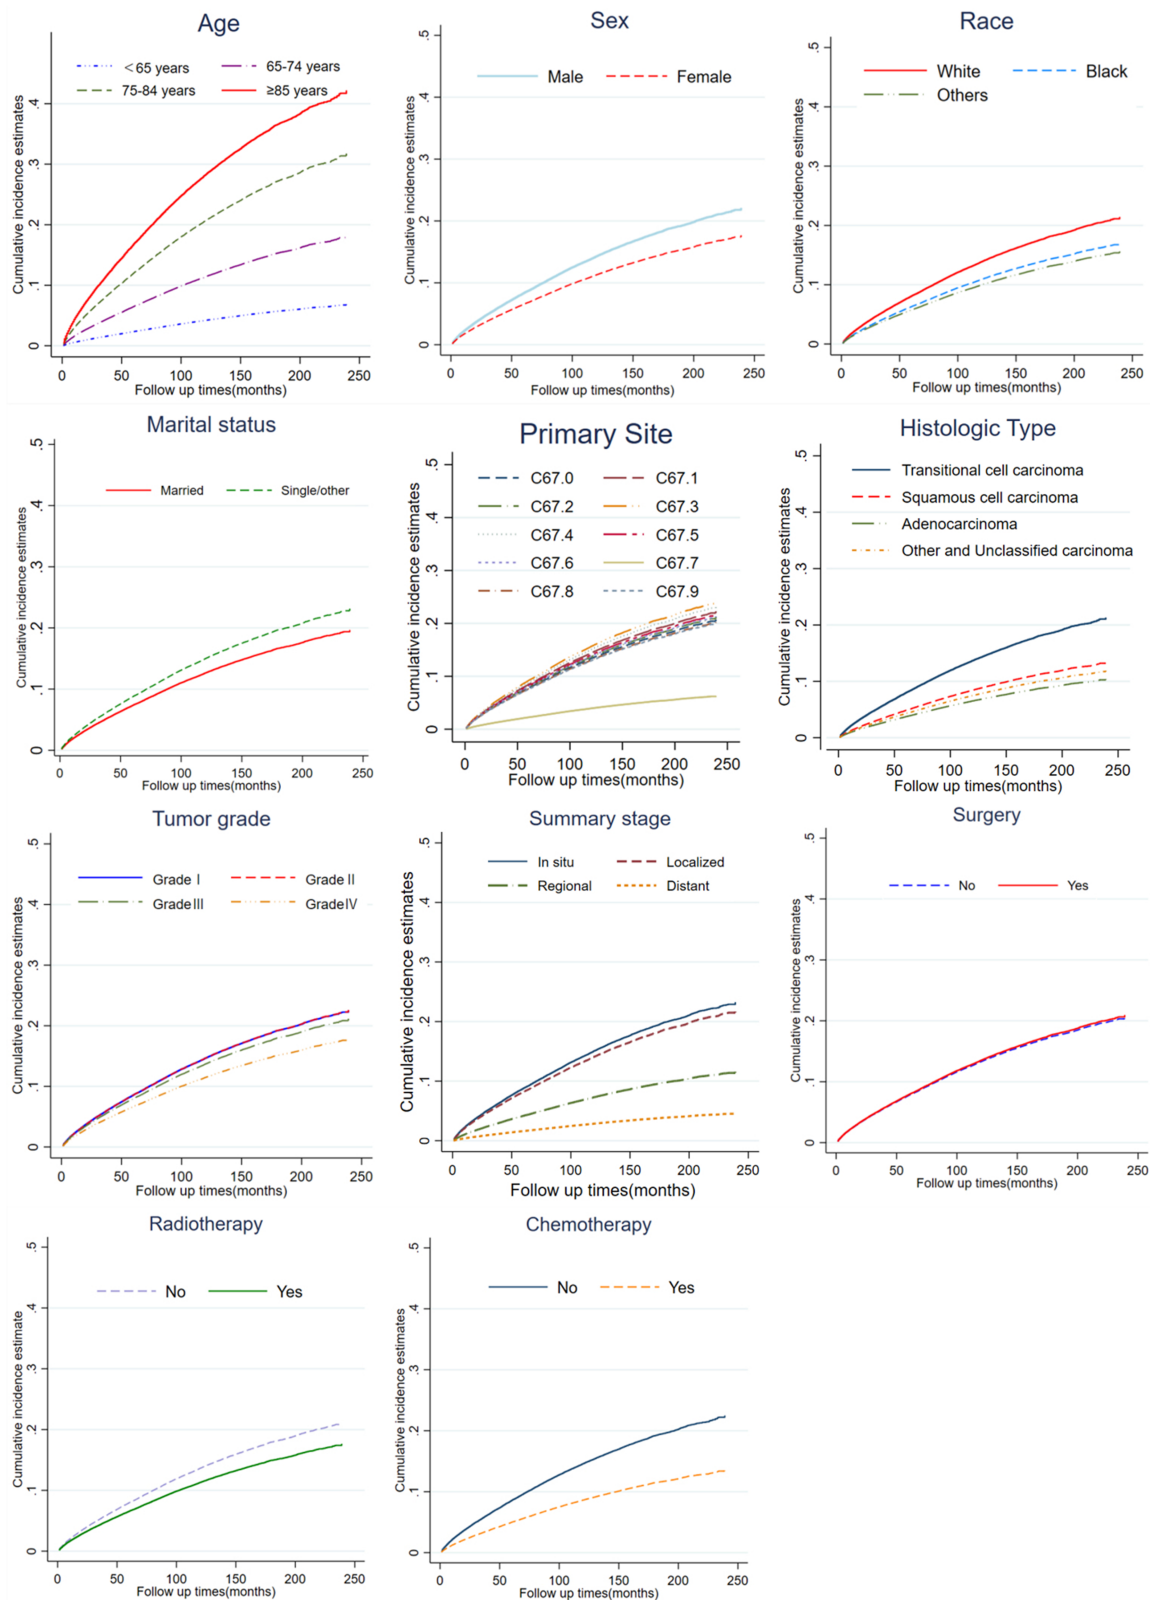 Age
<65 years 65-74 years
75-84 years ≥85 years
Cumulative incidence estimates
.4
.3
.2
.1
0
0 50 100 150 200 250
Follow up times(months)
Sex
Male Female
Cumulative incidence estimates
.5
.4
.3
.2
.1
0
0 50 100 150 200 250
Follow up times(months)
Race
White Black
Others
Cumulative incidence estimates
.5
.4
.3
.2
.1
0
0 50 100 150 200 250
Follow up times(months)
Marital status
Married Single/other
Cumulative incidence estimates
.5
.4
.3
.2
.1
0
0 50 100 150 200 250
Follow up times(months)
Primary Site
C67.0 C67.1
C67.2 C67.3
C67.4 C67.5
C67.6 C67.7
C67.8 C67.9
Cumulative incidence estimates
.5
.4
.3
.2
.1
0
0 50 100 150 200 250
Follow up times(months)
Histologic Type
Transitional cell carcinoma
Squamous cell carcinoma
Adenocarcinoma
Other and Unclassified carcinoma
Cumulative incidence estimates
.5
.4
.3
.2
.1
0
0 50 100 150 200 250
Follow up times(months)
Tumor grade
Grade I Grade II
GradeIII GradeIV
Cumulative incidence estimates
.5
.4
.3
.2
.1
0
0 50 100 150 200 250
Follow up times(months)
Summary stage
In situ Localized
Regional Distant
Cumulative incidence estimates
.5
.4
.3
.2
.1
0
0 50 100 150 200 250
Follow up times(months)
Surgery
No Yes
Cumulative incidence estimates
.5
.4
.3
.2
.1
0
0 50 100 150 200 250
Follow up times(months)
Radiotherapy
No Yes
Cumulative incidence estimate
.5
.4
.3
.2
.1
0
0 50 100 150 200 250
Follow up times(months)
Chemotherapy
No Yes
Cumulative incidence estimates
.5
.4
.3
.2
.1
0
0 50 100 150 200 250
Follow up times(months)